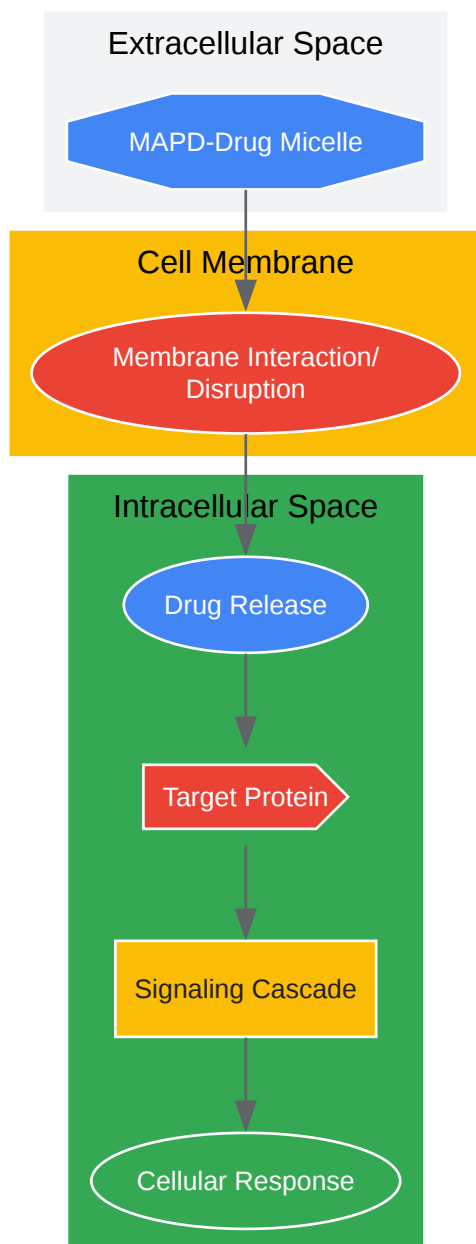 Extracellular Space
MAPD-Drug Micelle
Cell Membrane
Membrane Interaction/
Disruption
Intracellular Space
Drug Release
Target Protein
Signaling Cascade
Cellular Response